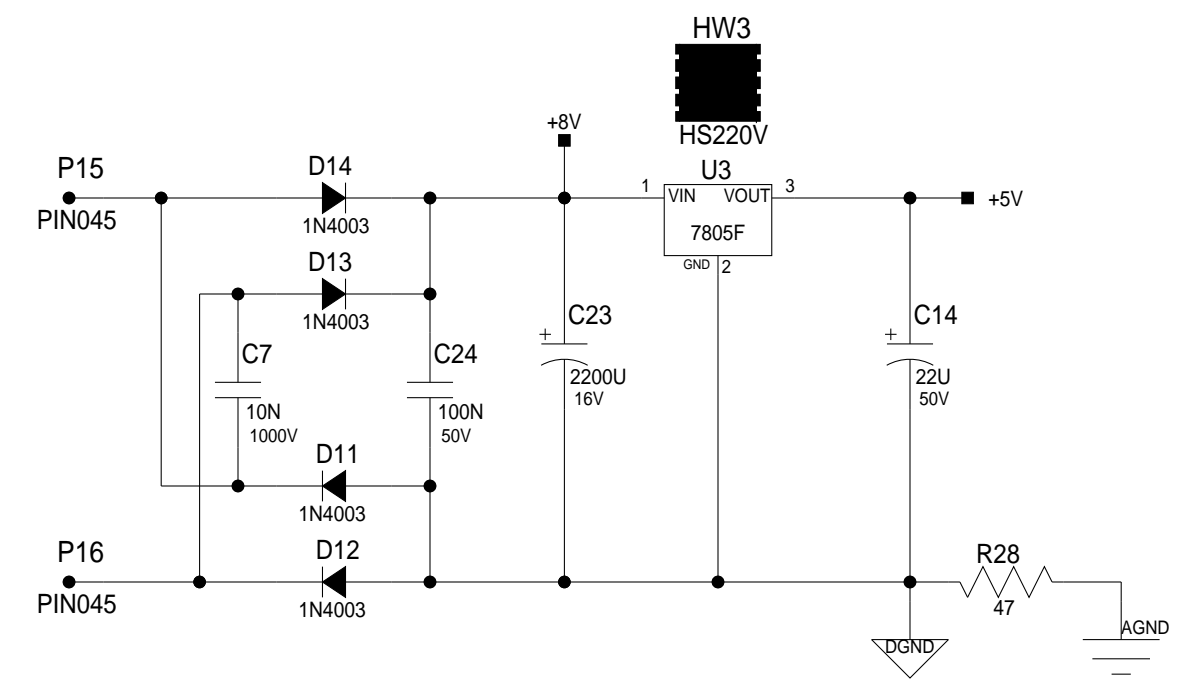 HW3
HS220V
+8V
P15
PIN045
D14
1N4003
U3
1
VIN
VOUT
3
7805F
GND
2
+5V
D13
1N4003
C7
10N
1000V
C24
100N
50V
C23
+
2200U
16V
C14
+
22U
50V
D11
1N4003
P16
PIN045
D12
1N4003
R28
47
DGND
AGND